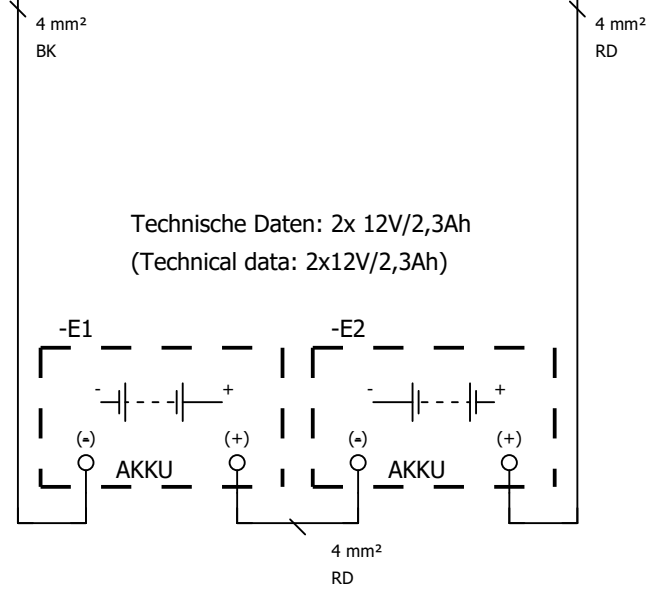 4 mm²
BK
4 mm²
RD
Technische Daten: 2x 12V/2,3Ah
(Technical data: 2x12V/2,3Ah)
-E1
-E2
- + - +
(-) (+) (-) (+)
AKKU AKKU
4 mm²
RD